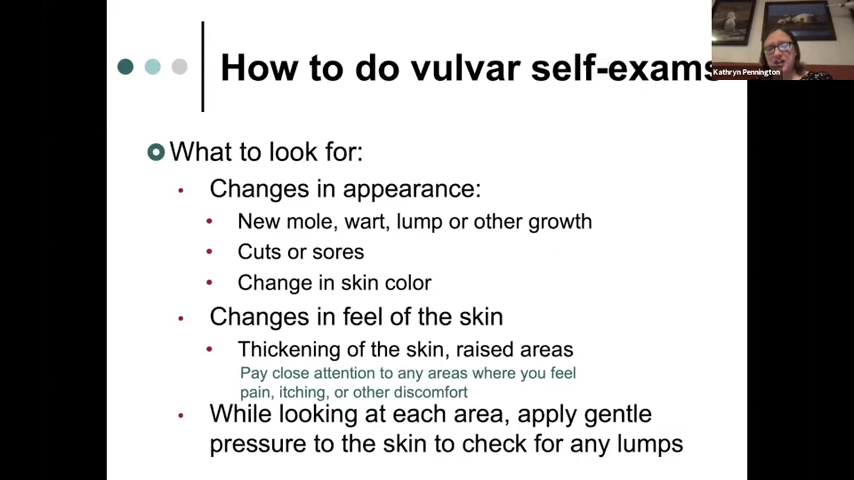 How to do vulvar self-exams
Kathryn Pennington
What to look for:
Changes in appearance:
New mole, wart, lump or other growth
Cuts or sores
Change in skin color
Changes in feel of the skin
Thickening of the skin, raised areas
Pay close attention to any areas where you feel
pain, itching, or other discomfort
While looking at each area, apply gentle
pressure to the skin to check for any lumps